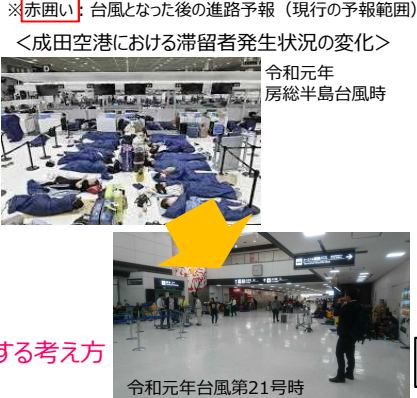 ※赤囲い：台風となった後の進路予報（現行の予報範囲）
＜成田空港における滞留者発生状況の変化＞
令和元年
房総半島台風時
する考え方
令和元年台風第21号時